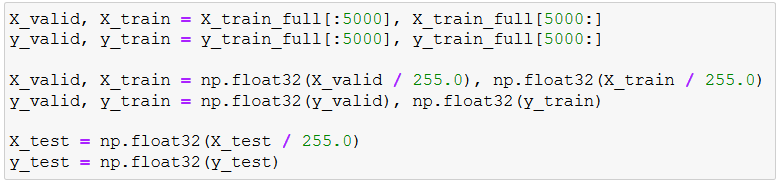 X_valid, X_train = X_train_full[:5000], X_train_full[5000:]
y_valid, y_train = y_train_full[:5000], y_train_full[5000:]
X_valid, X_train = np.float32(X_valid / 255.0), np.float32(X_train / 255.0)
y_valid, y_train = np.float32(y_valid), np.float32(y_train)
X_test = np.float32(X_test / 255.0)
y_test = np.float32(y_test)